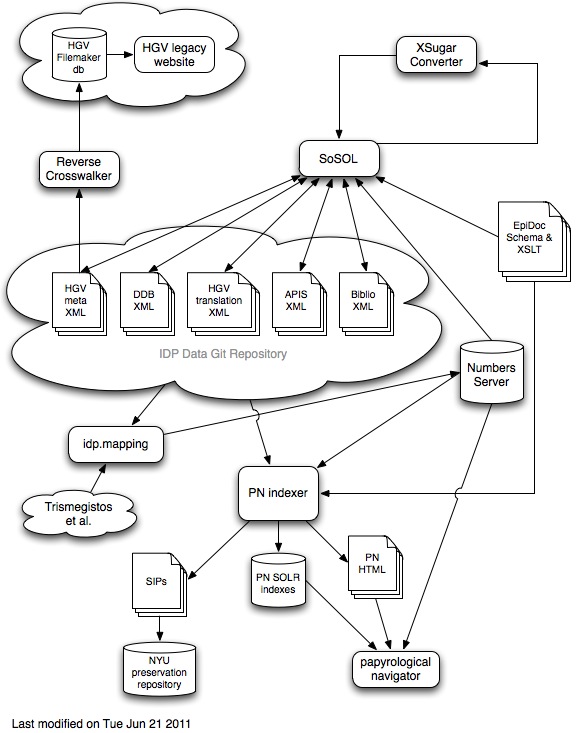 HGV
Filemaker
db
HGV legacy
website
XSugar
Converter
Reverse
Crosswalker
SoSOL
EpiDoc
Schema &
XSLT
HGV
meta
XML
DDB
XML
HGV
translation
XML
APIS
XML
Biblio
XML
IDP Data Git Repository
Numbers
Server
idp.mapping
Trismegistos
et al.
PN indexer
SIPs
PN SOLR
indexes
PN
HTML
NYU
preservation
repository
papyrological
navigator
Last modified on Tue Jun 21 2011